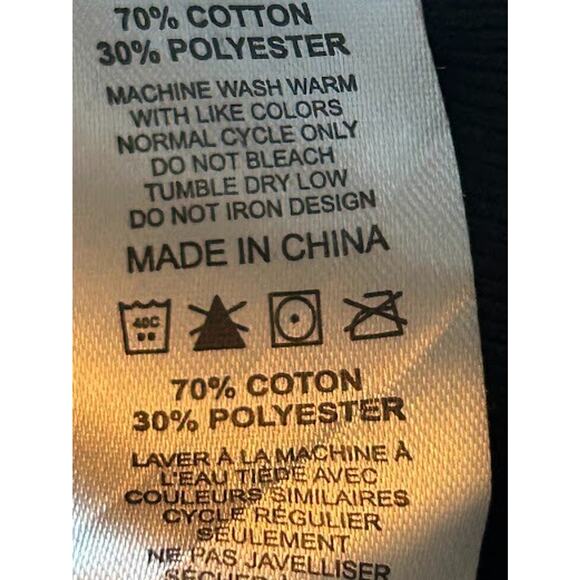 70% COTTON
30% POLYESTER
MACHINE WASH WARM
WITH LIKE COLORS
NORMAL CYCLE ONLY
DO NOT BLEACH
TUMBLE DRY LOW
DO NOT IRON DESIGN
MADE IN CHINA
40C
70% COTON
30% POLYESTER
LAVER À LA MACHINE À
L'EAU TIÈDE AVEC
COULEURS SIMILAIRES
CYCLE RÉGULIER
SEULEMENT
NE PAS JAVELLISER